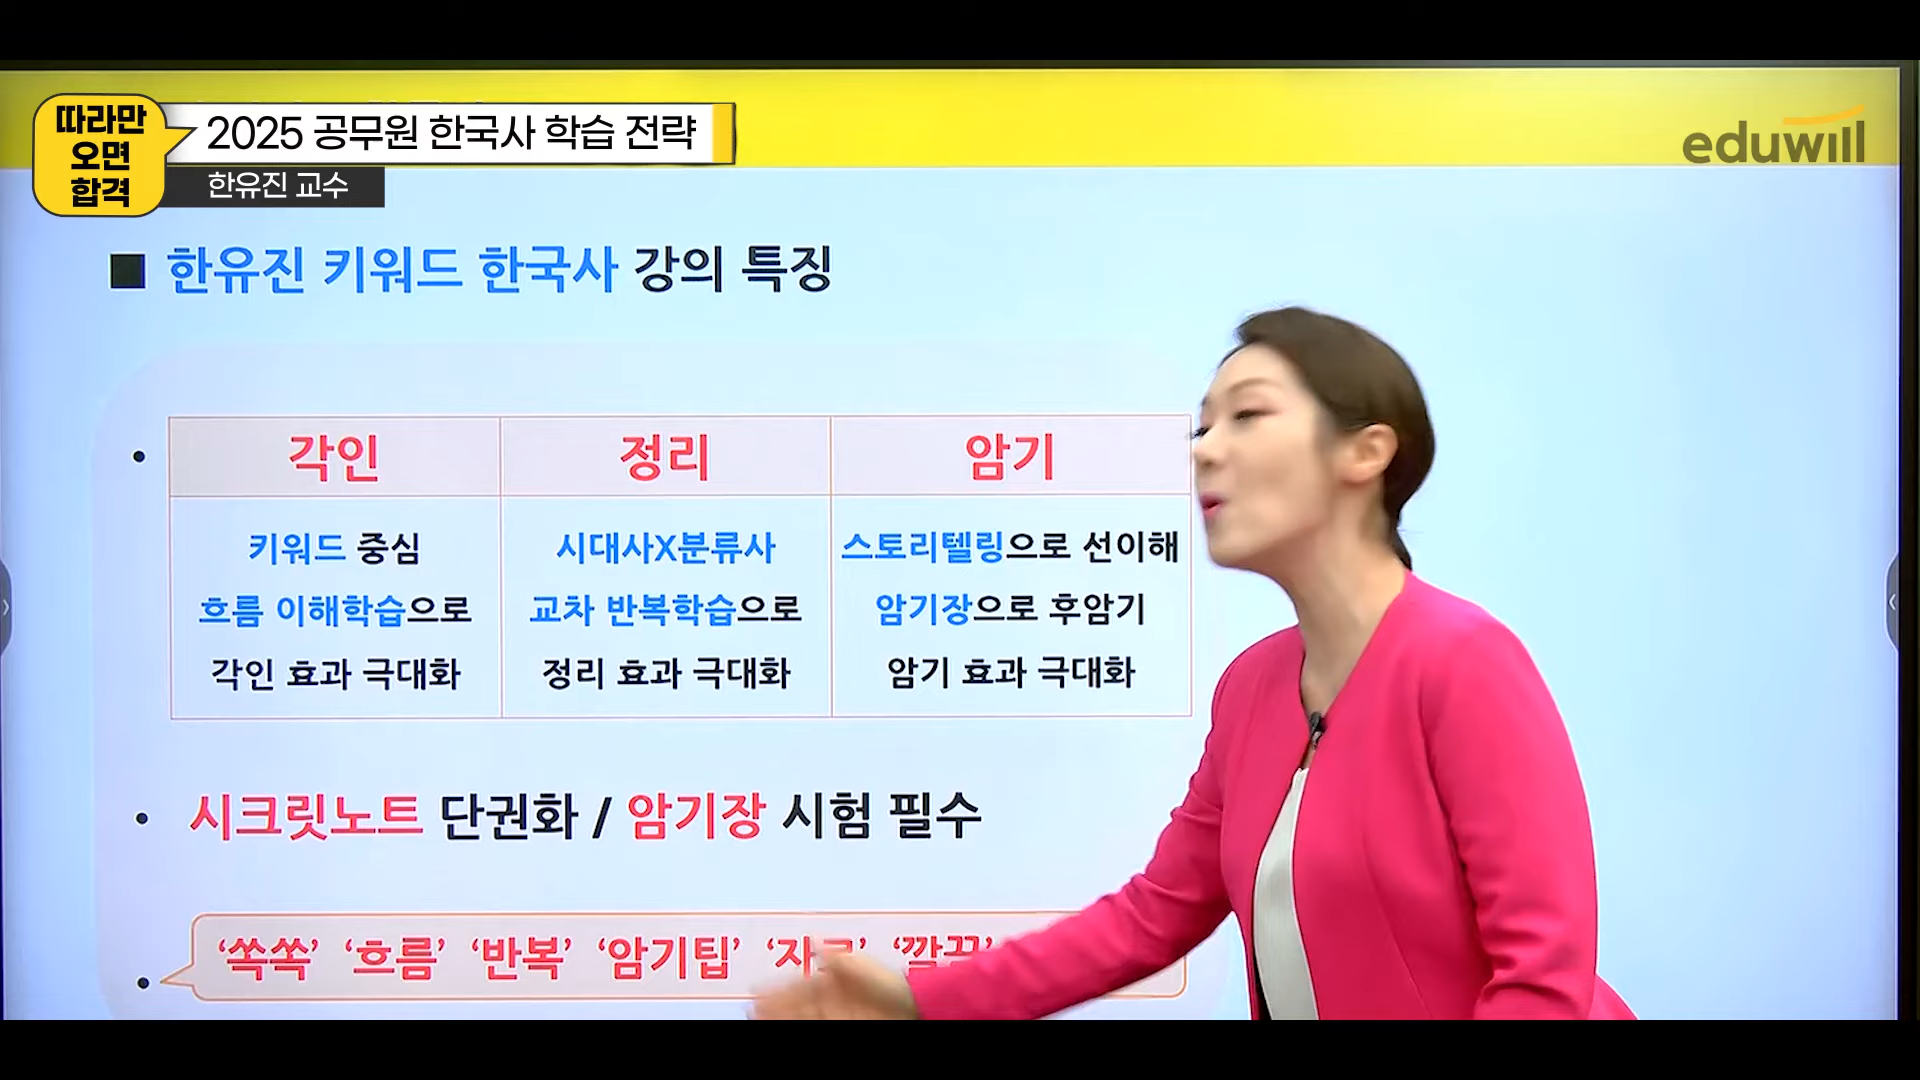 따라만
오면
합격
2025 공무원 한국사 학습 전략
한유진 교수
eduwill
■ 한유진 키워드 한국사 강의 특징
각인 정리 암기
키워드 중심
흐름 이해학습으로
각인 효과 극대화
시대사X분류사
교차 반복학습으로
정리 효과 극대화
스토리텔링으로 선이해
암기장으로 후암기
암기 효과 극대화
• 시크릿노트 단권화 / 암기장 시험 필수
• ‘쏙쏙’ ‘흐름’ ‘반복’ ‘암기팁’